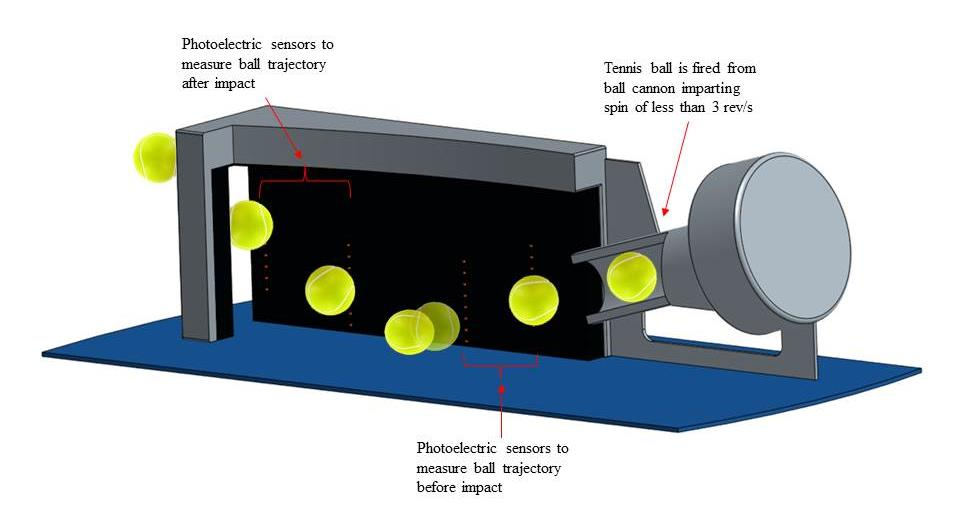 Photoelectric sensors to
measure ball trajectory
after impact
Tennis ball is fired from
ball cannon imparting
spin of less than 3 rev/s
Photoelectric sensors to
measure ball trajectory
before impact